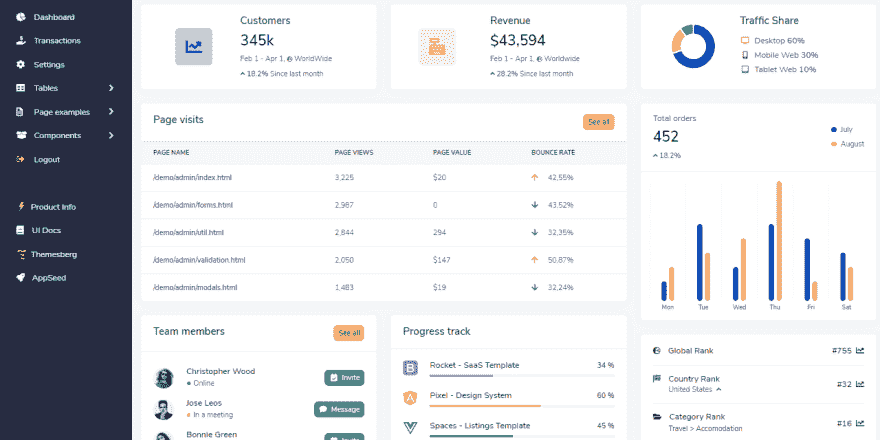 Dashboard
Transactions
Settings
Tables
Page examples
Components
Logout
Product Info
UI Docs
Themesberg
AppSeed
Customers
345k
Feb 1 - Apr 1, WorldWide
18.2% Since last month
Revenue
$43,594
Feb 1 - Apr 1, Worldwide
28.2% Since last month
Traffic Share
Desktop 60%
Mobile Web 30%
Tablet Web 10%
Page visits
See all
PAGE NAME PAGE VIEWS PAGE VALUE BOUNCE RATE
/demo/admin/index.html 3,225 $20 42,55%
/demo/admin/forms.html 2,987 0 43,52%
/demo/admin/util.html 2,844 294 32,35%
/demo/admin/validation.html 2,050 $147 50,87%
/demo/admin/modals.html 1,483 $19 32,24%
Total orders
452
18.2%
July
August
Mon Tue Wed Thu Fri Sat
Team members
See all
Christopher Wood
Online
Invite
Jose Leos
In a meeting
Message
Bonnie Green
Invite
Progress track
Rocket - SaaS Template 34 %
Pixel - Design System 60 %
Spaces - Listings Template 45 %
Global Rank #755
Country Rank
United States
#32
Category Rank
Travel > Accomodation
#16